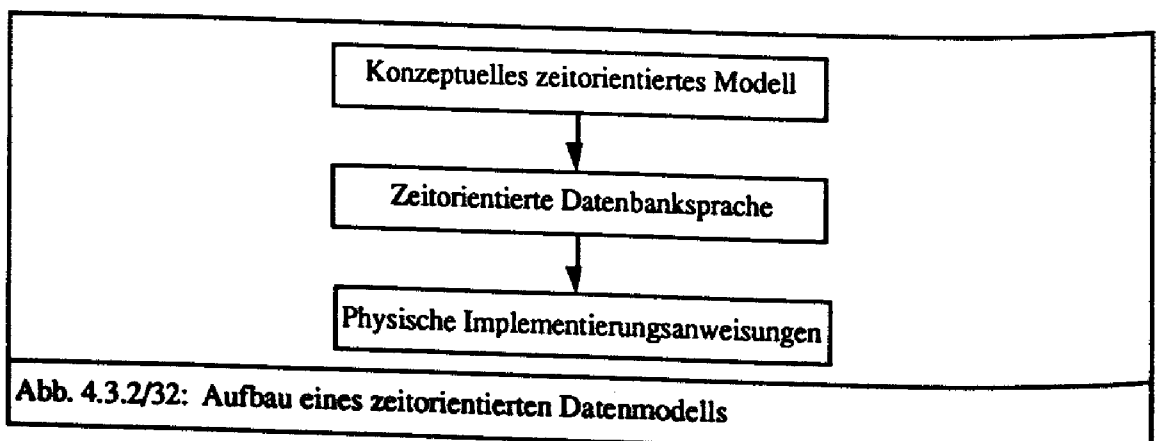 Konzeptuelles zeitorientiertes Modell
Zeitorientierte Datenbanksprache
Physische Implementierungsanweisungen
Abb. 4.3.2/32: Aufbau eines zeitorientierten Datenmodells